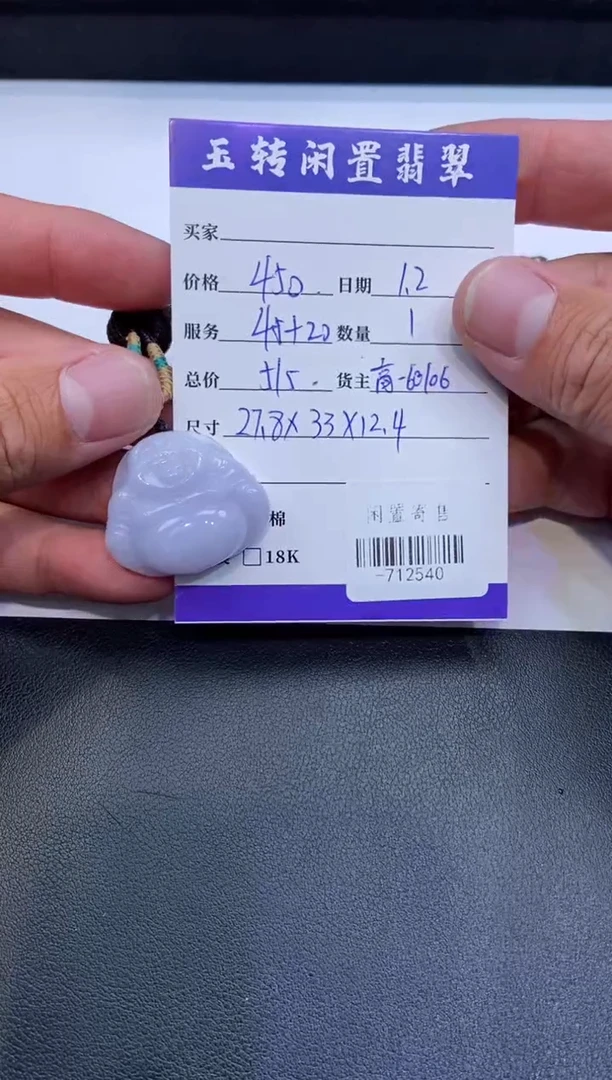 玉转闲置翡翠
买家
价格 450. 日期 1.2
服务 45+20 数量 1
总价 515. 货主
尺寸 27.8X33X12.4
棉
闲置寄售
18K
-712540